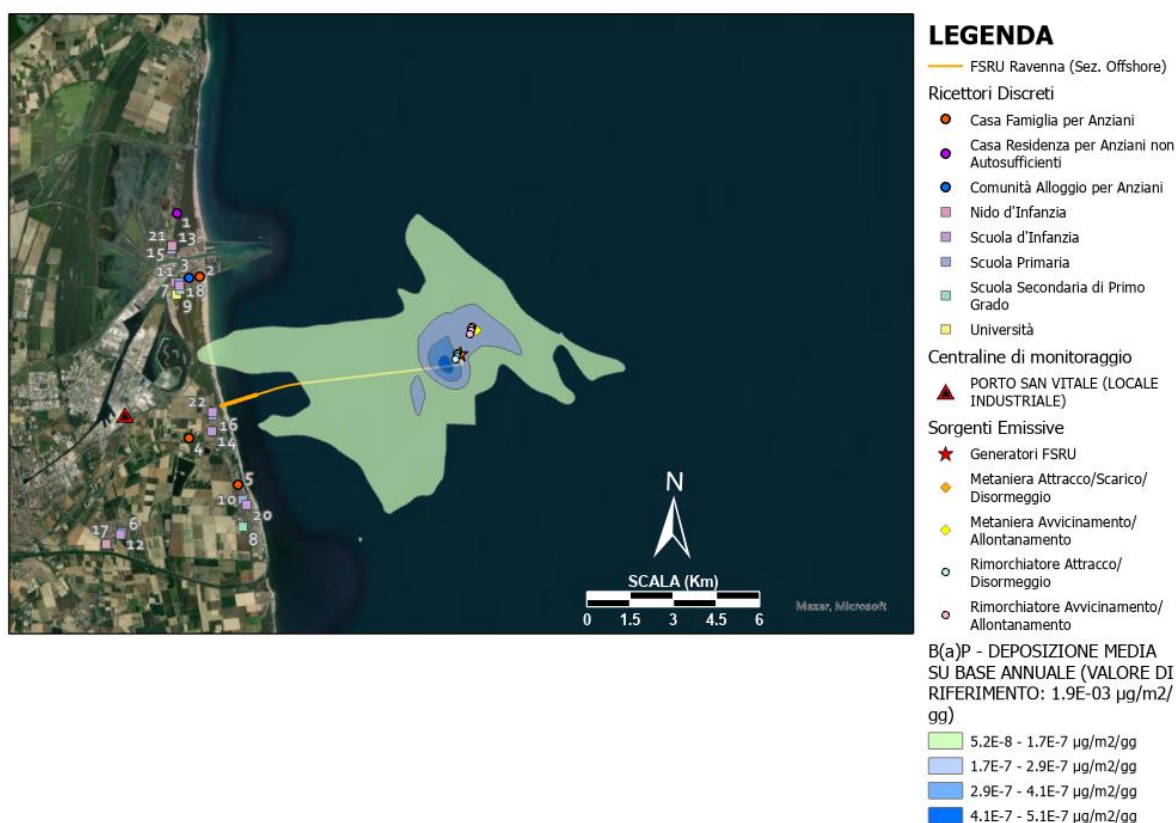 1
21
13
15
3
2
11
7
18
9
22
16
14
4
5
10
20
8
6
17
12
N
SCALA (Km)
0 1.5 3 4.5 6
Maxar, Microsoft
LEGENDA
FSRU Ravenna (Sez. Offshore)
Ricettori Discreti
Casa Famiglia per Anziani
Casa Residenza per Anziani non
Autosufficienti
Comunità Alloggio per Anziani
Nido d'Infanzia
Scuola d'Infanzia
Scuola Primaria
Scuola Secondaria di Primo
Grado
Università
Centraline di monitoraggio
PORTO SAN VITALE (LOCALE
INDUSTRIALE)
Sorgenti Emissive
Generatori FSRU
Metaniera Attracco/Scarico/
Disormeggio
Metaniera Avvicinamento/
Allontanamento
Rimorchiatore Attracco/
Disormeggio
Rimorchiatore Avvicinamento/
Allontanamento
B(a)P - DEPOSIZIONE MEDIA
SU BASE ANNUALE (VALORE DI
RIFERIMENTO: 1.9E-03 µg/m2/
gg)
5.2E-8 - 1.7E-7 µg/m2/gg
1.7E-7 - 2.9E-7 µg/m2/gg
2.9E-7 - 4.1E-7 µg/m2/gg
4.1E-7 - 5.1E-7 µg/m2/gg